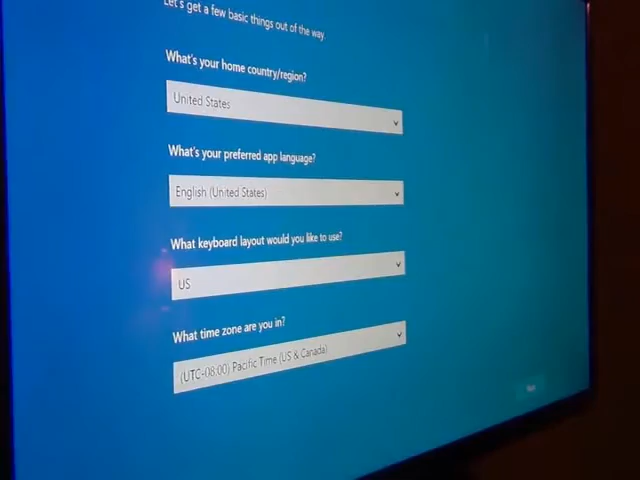 Let's get a few basic things out of the way.
What's your home country/region?
United States
What's your preferred app language?
English (United States)
What keyboard layout would you like to use?
US
What time zone are you in?
(UTC-08:00) Pacific Time (US & Canada)